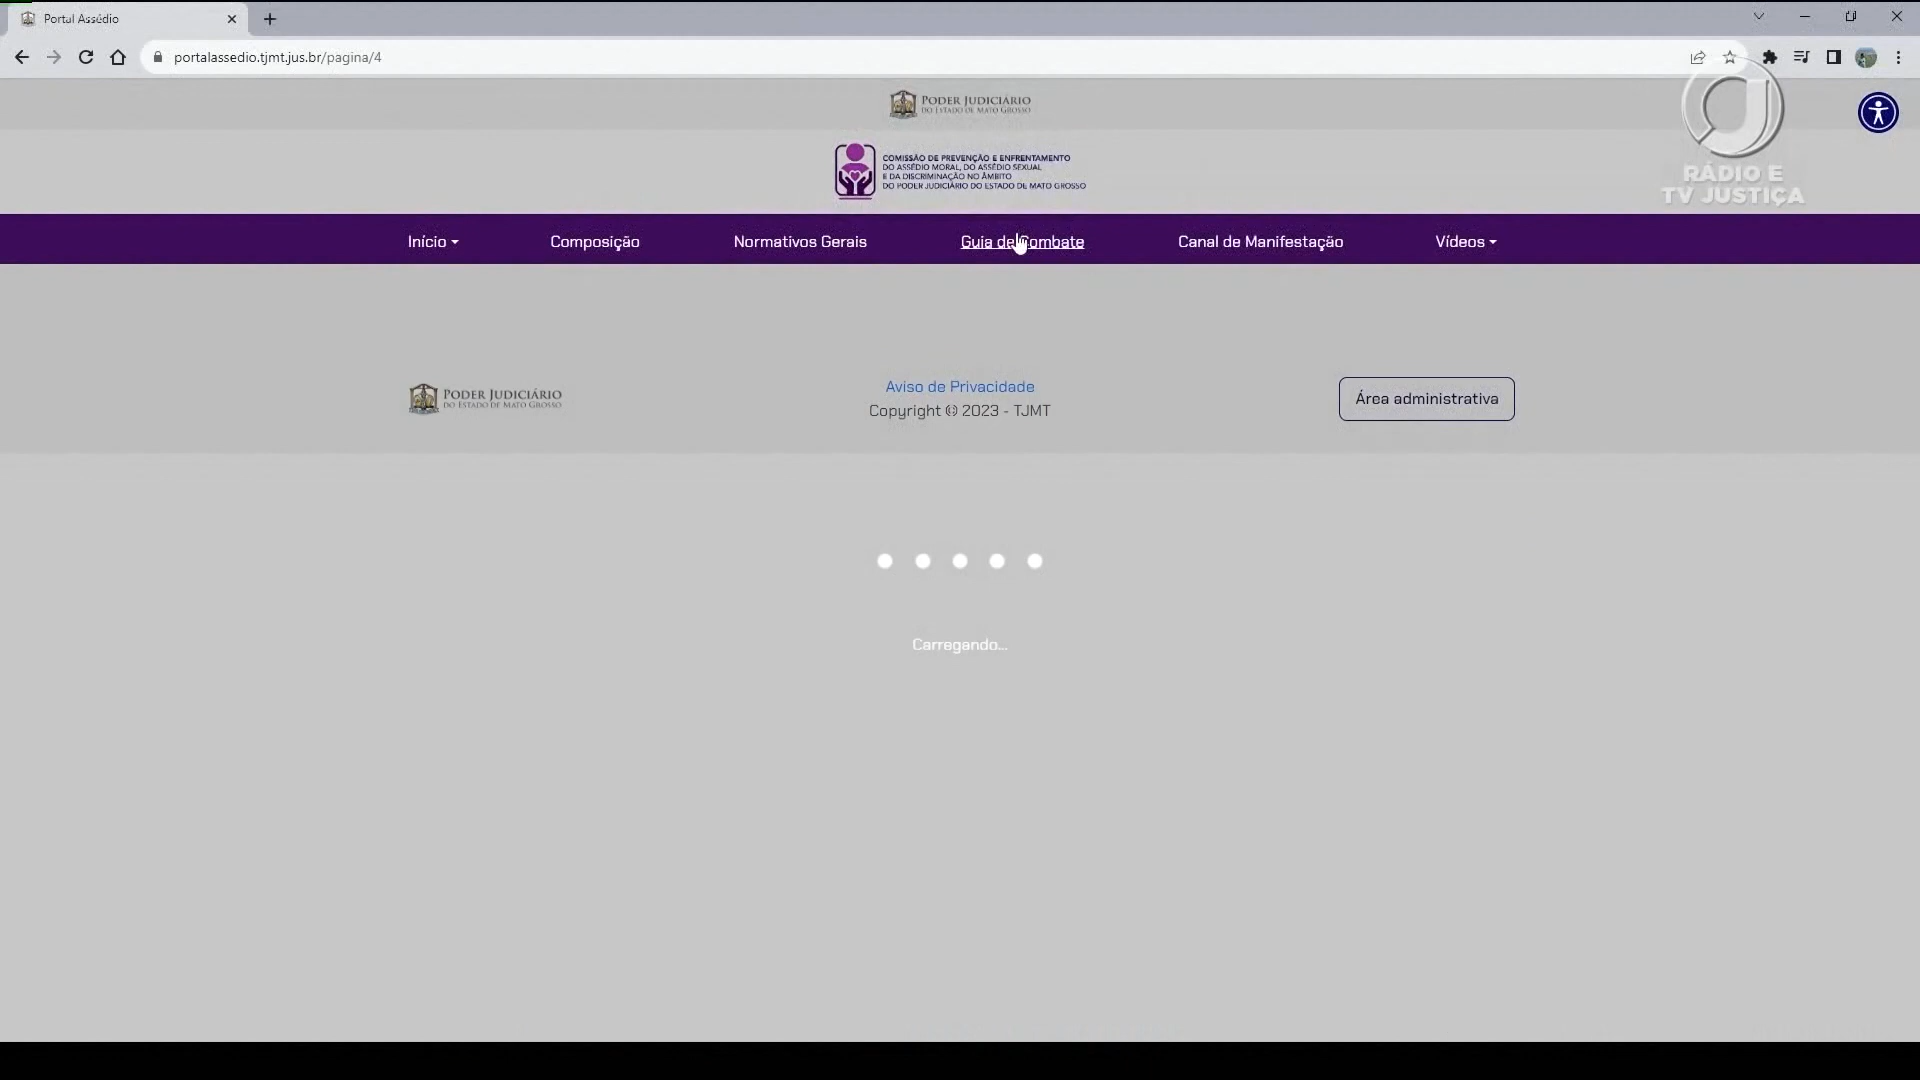 Portal Assédio
portalassedio.tjmt.jus.br/pagina/4
PODER JUDICIÁRIO
DO ESTADO DE MATO GROSSO
RÁDIO E
TV JUSTIÇA
COMISSÃO DE PREVENÇÃO E ENFRENTAMENTO
DO ASSÉDIO MORAL, DO ASSÉDIO SEXUAL
E DA DISCRIMINAÇÃO NO ÂMBITO
DO PODER JUDICIÁRIO DO ESTADO DE MATO GROSSO
Início Composição Normativos Gerais Guia de Combate Canal de Manifestação Vídeos
PODER JUDICIÁRIO
DO ESTADO DE MATO GROSSO
Aviso de Privacidade
Copyright © 2023 - TJMT
Área administrativa
Carregando...